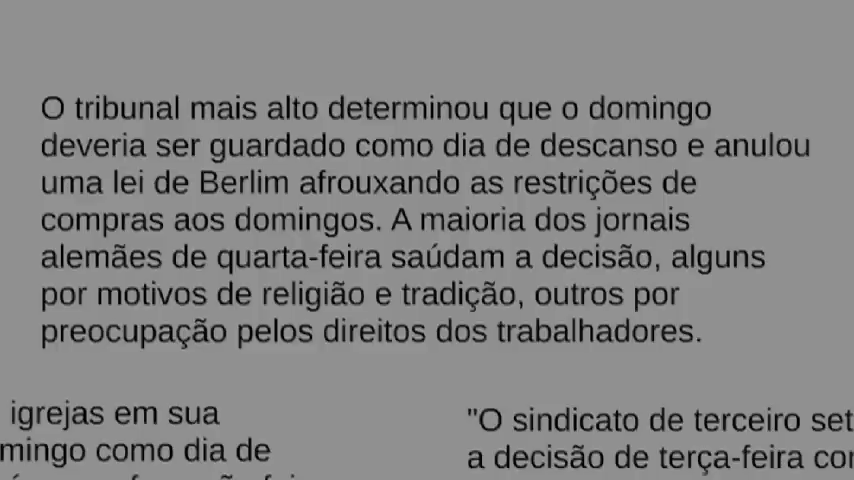 O tribunal mais alto determinou que o domingo
deveria ser guardado como dia de descanso e anulou
uma lei de Berlim afrouxando as restrições de
compras aos domingos. A maioria dos jornais
alemães de quarta-feira saúdam a decisão, alguns
por motivos de religião e tradição, outros por
preocupação pelos direitos dos trabalhadores.
igrejas em sua
como dia de
"O sindicato de terceiro
a decisão de terça-feira